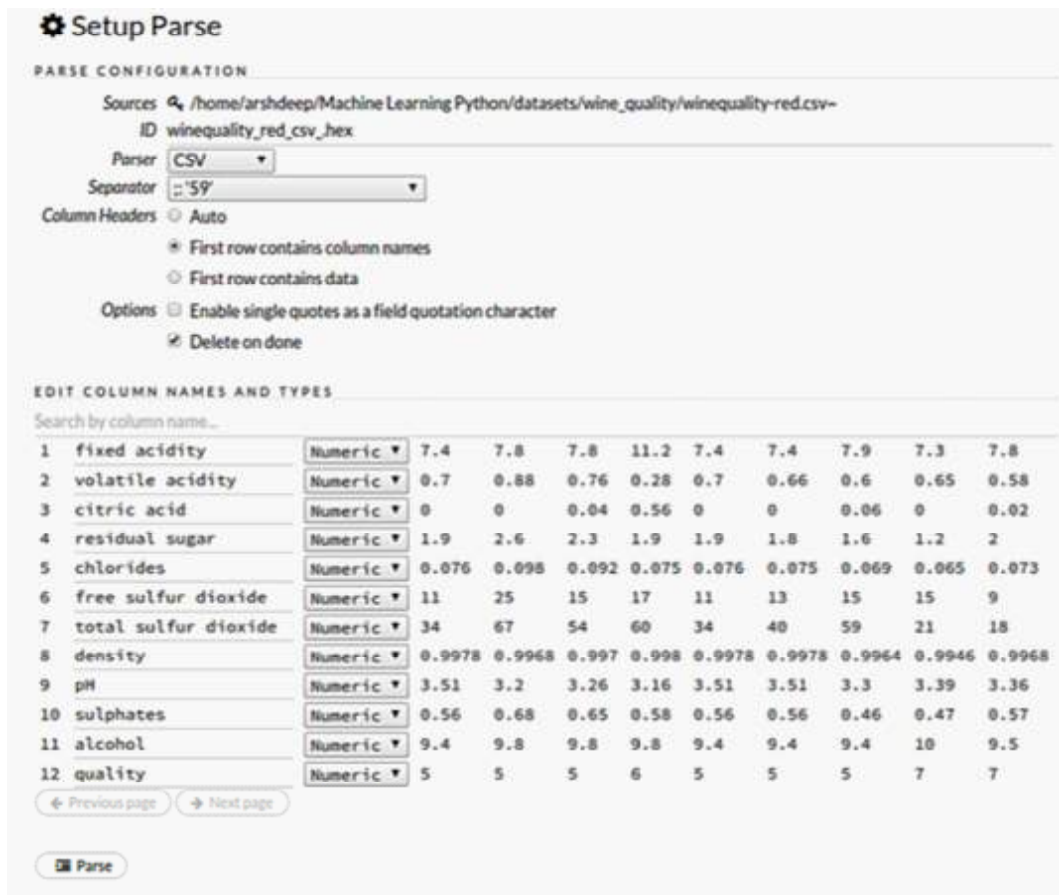 Setup Parse
PARSE CONFIGURATION
Sources /home/arshdeep/Machine Learning Python/datasets/wine_quality/winequality-red.csv~
ID winequality_red_csv_.hex
Parser CSV
Separator ;: '59'
Column Headers Auto
First row contains column names
First row contains data
Options Enable single quotes as a field quotation character
Delete on done
EDIT COLUMN NAMES AND TYPES
Search by column name...
1 fixed acidity Numeric 7.4 7.8 7.8 11.2 7.4 7.4 7.9 7.3 7.8
2 volatile acidity Numeric 0.7 0.88 0.76 0.28 0.7 0.66 0.6 0.65 0.58
3 citric acid Numeric 0 0 0.04 0.56 0 0 0.06 0 0.02
4 residual sugar Numeric 1.9 2.6 2.3 1.9 1.9 1.8 1.6 1.2 2
5 chlorides Numeric 0.076 0.098 0.092 0.075 0.076 0.075 0.069 0.065 0.073
6 free sulfur dioxide Numeric 11 25 15 17 11 13 15 15 9
7 total sulfur dioxide Numeric 34 67 54 60 34 40 59 21 18
8 density Numeric 0.9978 0.9968 0.997 0.998 0.9978 0.9978 0.9964 0.9946 0.9968
9 pH Numeric 3.51 3.2 3.26 3.16 3.51 3.51 3.3 3.39 3.36
10 sulphates Numeric 0.56 0.68 0.65 0.58 0.56 0.56 0.46 0.47 0.57
11 alcohol Numeric 9.4 9.8 9.8 9.8 9.4 9.4 9.4 10 9.5
12 quality Numeric 5 5 5 6 5 5 5 7 7
Previous page Next page
Parse